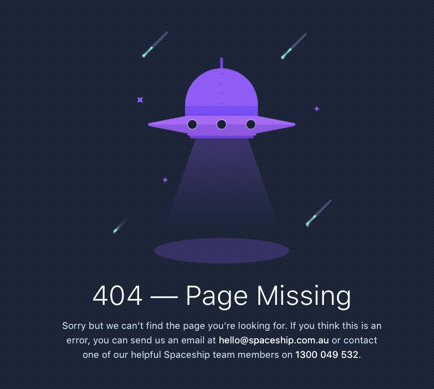 404 — Page Missing
Sorry but we can’t find the page you’re looking for. If you think this is an
error, you can send us an email at hello@spaceship.com.au or contact
one of our helpful Spaceship team members on 1300 049 532.